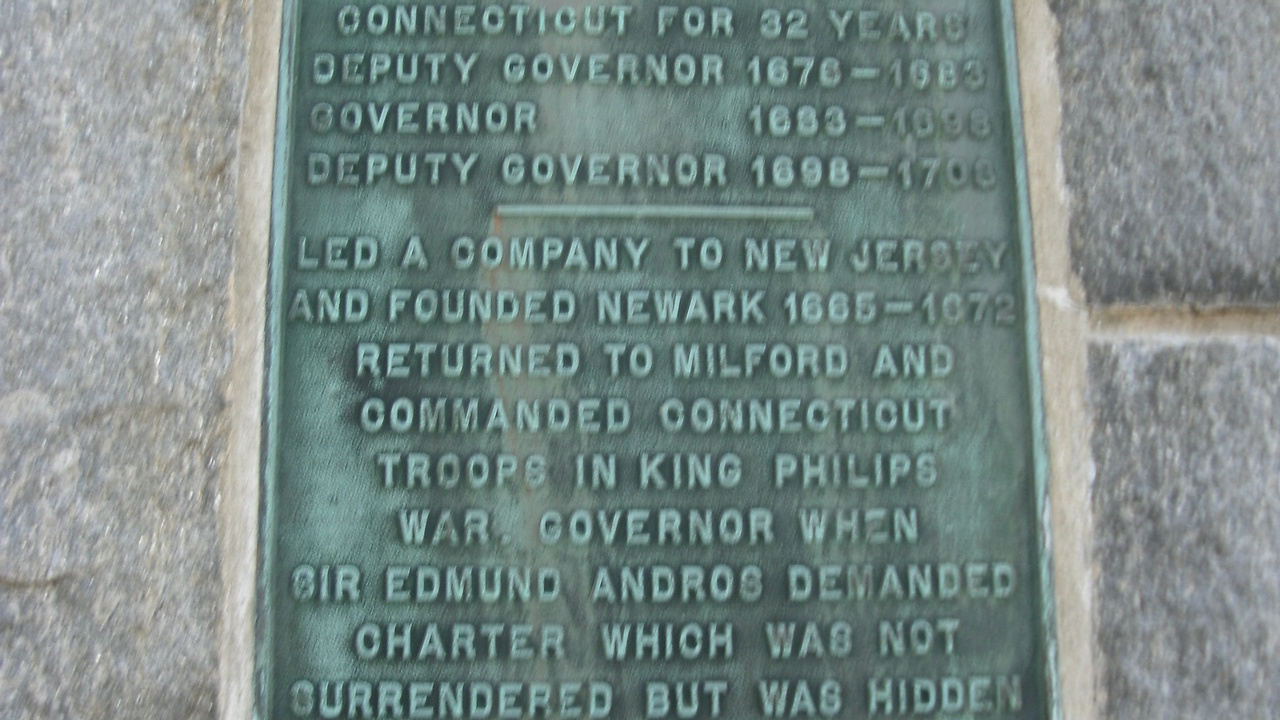 CONNECTICUT FOR 32 YEARS
DEPUTY GOVERNOR 1676-1683
GOVERNOR 1683-1698
DEPUTY GOVERNOR 1698-1708
LED A COMPANY TO NEW JERSEY
AND FOUNDED NEWARK 1665-1672
RETURNED TO MILFORD AND
COMMANDED CONNECTICUT
TROOPS IN KING PHILIPS
WAR. GOVERNOR WHEN
SIR EDMUND ANDROS DEMANDED
CHARTER WHICH WAS NOT
SURRENDERED BUT WAS HIDDEN